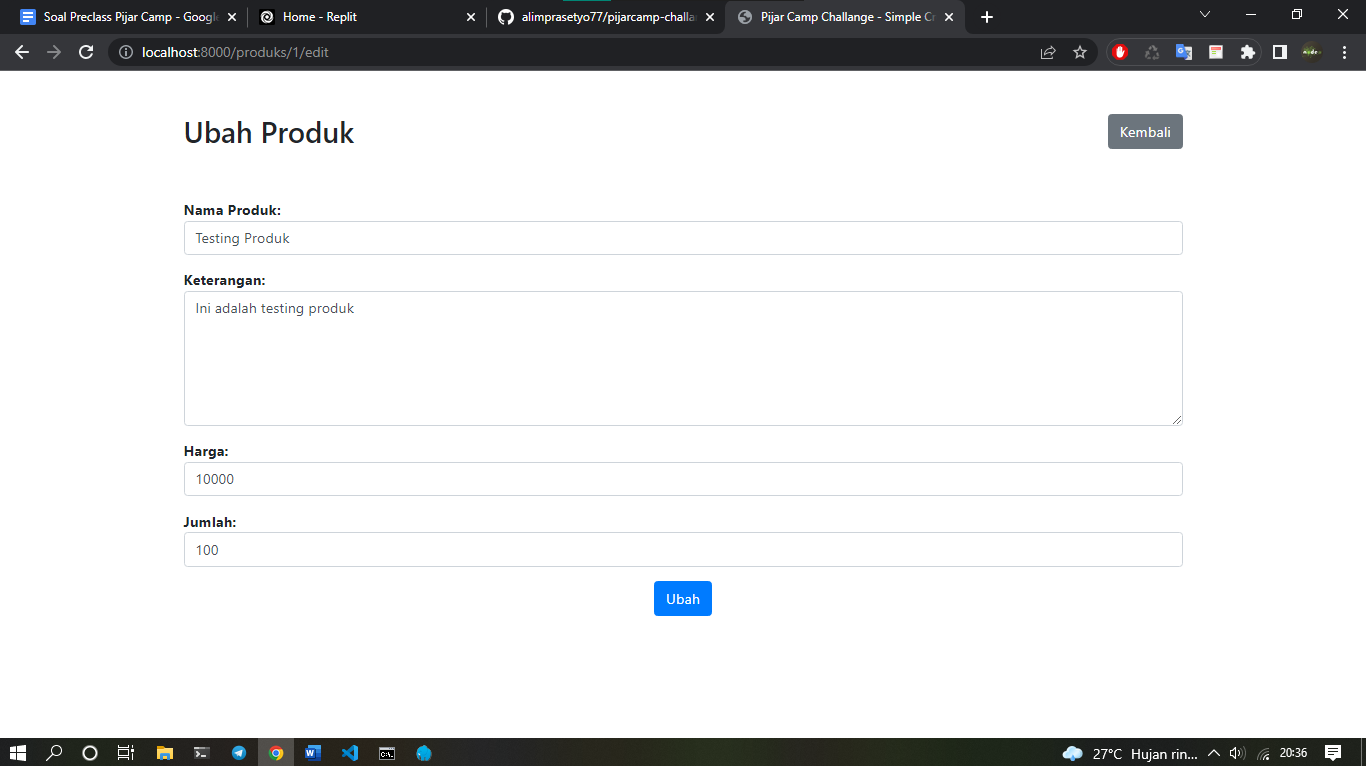 Soal Preclass Pijar Camp - Google
Home - Replit
alimprasetyo77/pijarcamp-challa
Pijar Camp Challange - Simple Cr
localhost:8000/produks/1/edit
Ubah Produk
Kembali
Nama Produk:
Testing Produk
Keterangan:
Ini adalah testing produk
Harga:
10000
Jumlah:
100
Ubah
27°C Hujan rin...
20:36